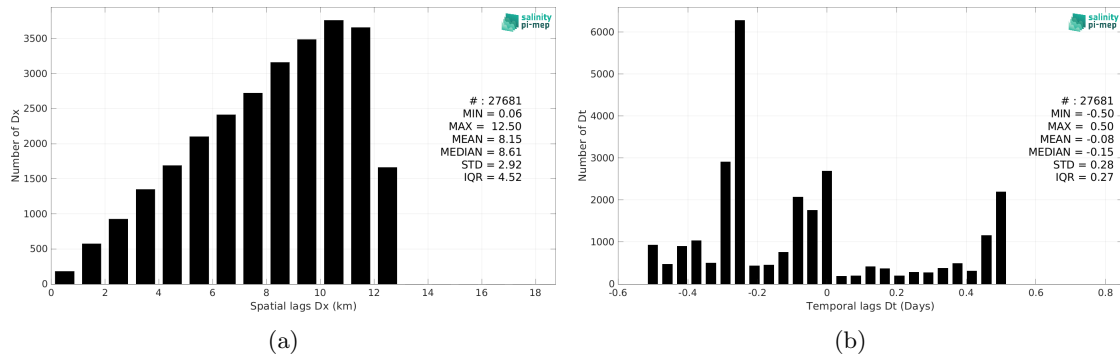 salinity
pi-mep
3500
3000
2500
2000
1500
1000
500
0
Number of Dx
# : 27681
MIN = 0.06
MAX = 12.50
MEAN = 8.15
MEDIAN = 8.61
STD = 2.92
IQR = 4.52
0 2 4 6 8 10 12 14 16 18
Spatial lags Dx (km)
(a)
salinity
pi-mep
6000
5000
4000
3000
2000
1000
0
Number of Dt
# : 27681
MIN = -0.50
MAX = 0.50
MEAN = -0.08
MEDIAN = -0.15
STD = 0.28
IQR = 0.27
-0.6 -0.4 -0.2 0 0.2 0.4 0.6 0.8
Temporal lags Dt (Days)
(b)